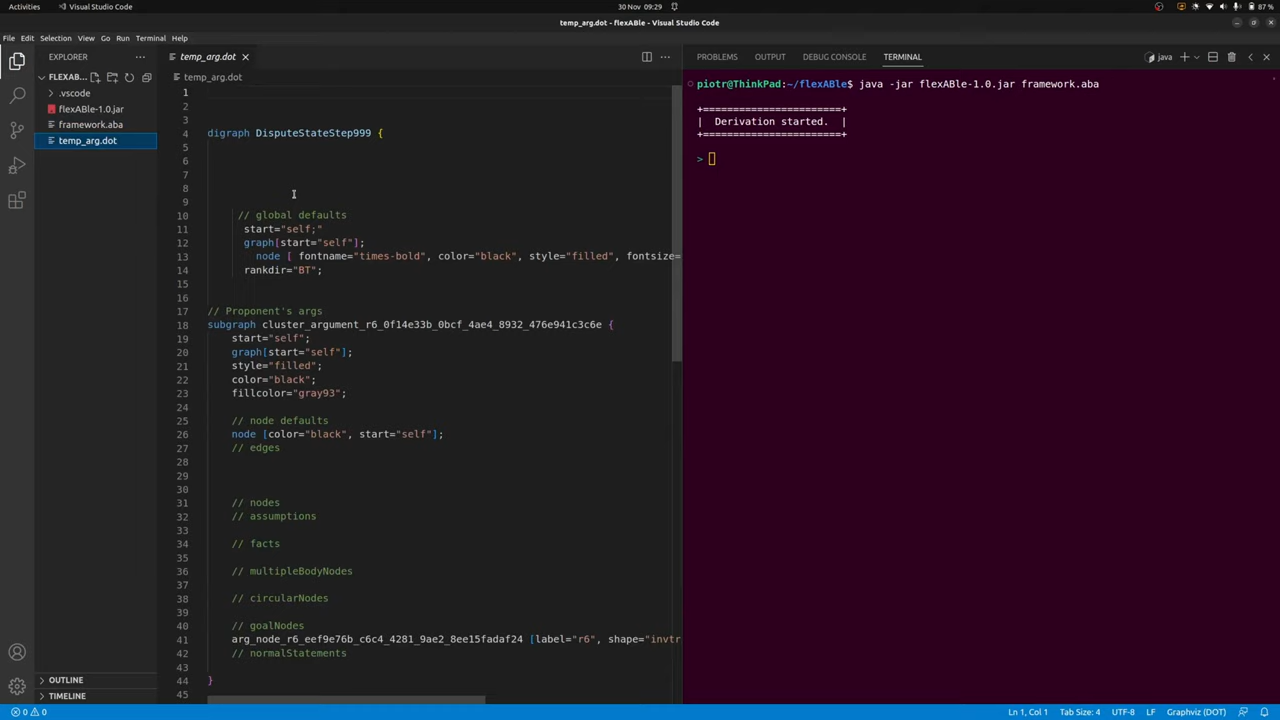 Activities
Visual Studio Code
30 Nov 09:29
87 %
temp_arg.dot - flexABle - Visual Studio Code
File Edit Selection View Go Run Terminal Help
EXPLORER
FLEXAB...
.vscode
flexABle-1.0.jar
framework.aba
temp_arg.dot
OUTLINE
TIMELINE
temp_arg.dot
temp_arg.dot
1
2
3
4 digraph DisputeStateStep999 {
5
6
7
8
9
10 // global defaults
11 start="self;"
12 graph[start="self"];
13 node [ fontname="times-bold", color="black", style="filled", fontsize=
14 rankdir="BT";
15
16
17 // Proponent's args
18 subgraph cluster_argument_r6_0f14e33b_0bcf_4ae4_8932_476e941c3c6e {
19 start="self";
20 graph[start="self"];
21 style="filled";
22 color="black";
23 fillcolor="gray93";
24
25 // node defaults
26 node [color="black", start="self"];
27 // edges
28
29
30
31 // nodes
32 // assumptions
33
34 // facts
35
36 // multipleBodyNodes
37
38 // circularNodes
39
40 // goalNodes
41 arg_node_r6_eef9e76b_c6c4_4281_9ae2_8ee15fadaf24 [label="r6", shape="invtr
42 // normalStatements
43
44 }
45
PROBLEMS OUTPUT DEBUG CONSOLE TERMINAL
java
piotr@ThinkPad:~/flexABle$ java -jar flexABle-1.0.jar framework.aba
+=======================+
| Derivation started. |
+=======================+
>
0 0
Ln 1, Col 1 Tab Size: 4 UTF-8 LF Graphviz (DOT)